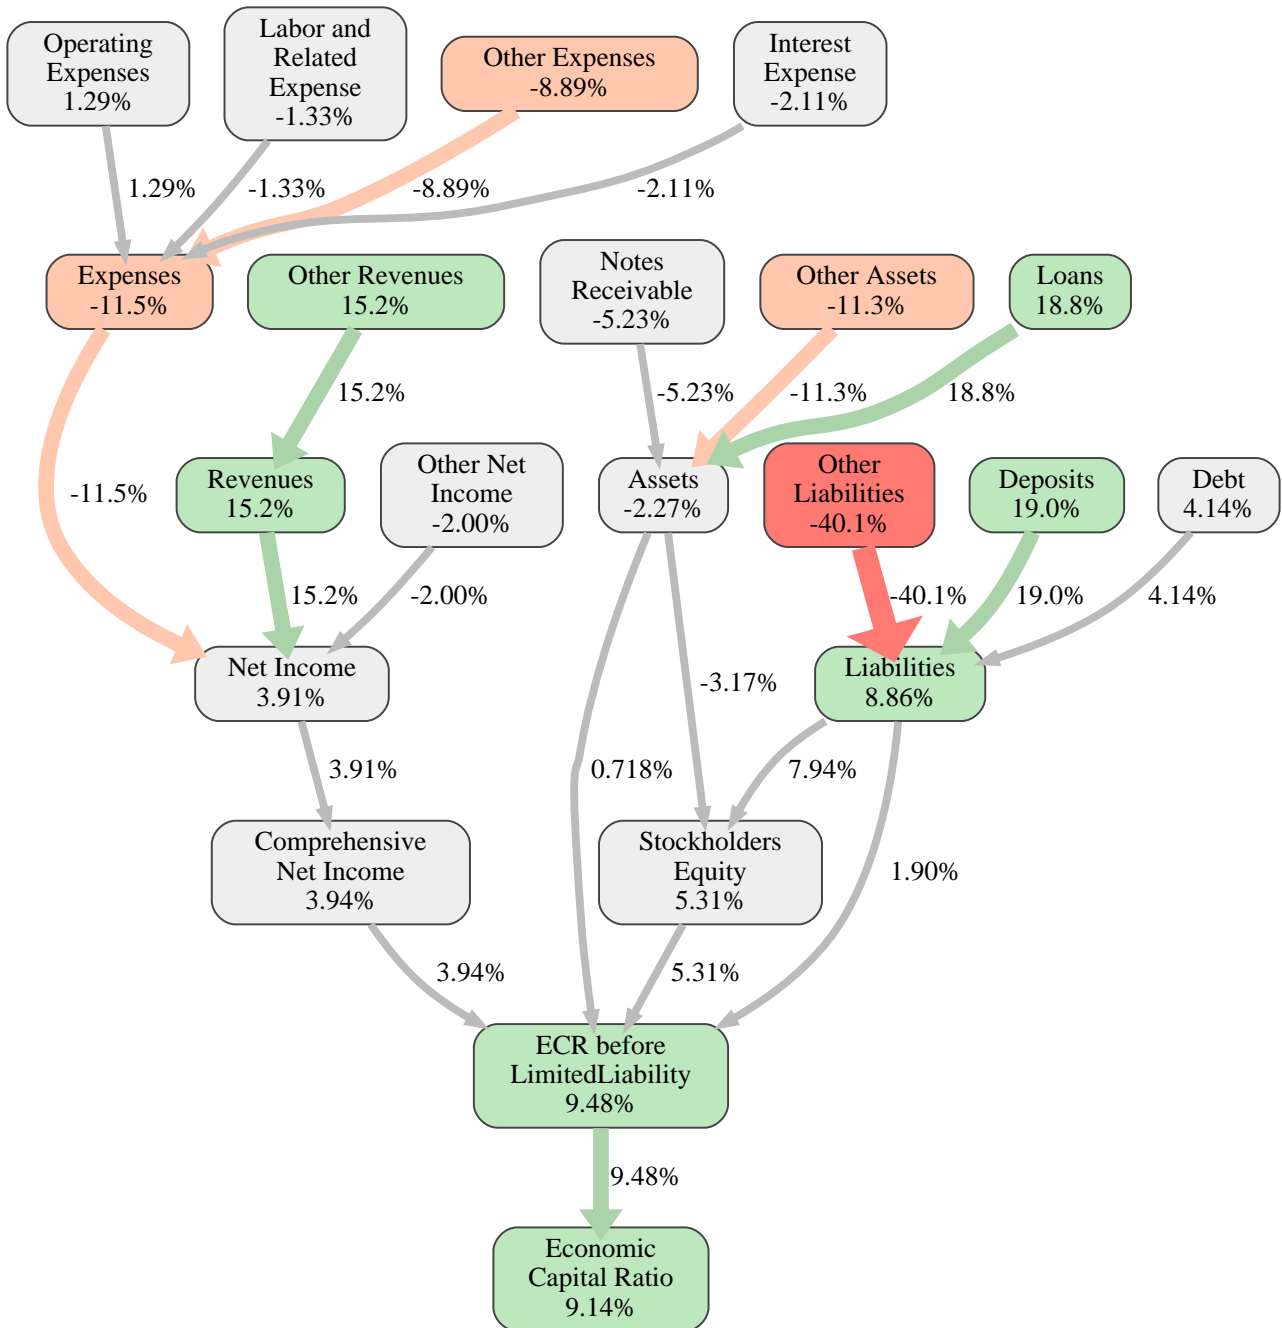 Operating
Expenses
1.29%
Labor and
Related
Expense
-1.33%
Other Expenses
-8.89%
Interest
Expense
-2.11%
1.29%
-1.33%
-8.89%
-2.11%
Expenses
-11.5%
Other Revenues
15.2%
Notes
Receivable
-5.23%
Other Assets
-11.3%
Loans
18.8%
15.2%
-5.23%
-11.3%
18.8%
-11.5%
Revenues
15.2%
Other Net
Income
-2.00%
Assets
-2.27%
Other
Liabilities
-40.1%
Deposits
19.0%
Debt
4.14%
15.2%
-2.00%
-40.1%
19.0%
4.14%
Net Income
3.91%
-3.17%
Liabilities
8.86%
3.91%
0.718%
7.94%
Comprehensive
Net Income
3.94%
Stockholders
Equity
5.31%
1.90%
3.94%
5.31%
ECR before
LimitedLiability
9.48%
9.48%
Economic
Capital Ratio
9.14%